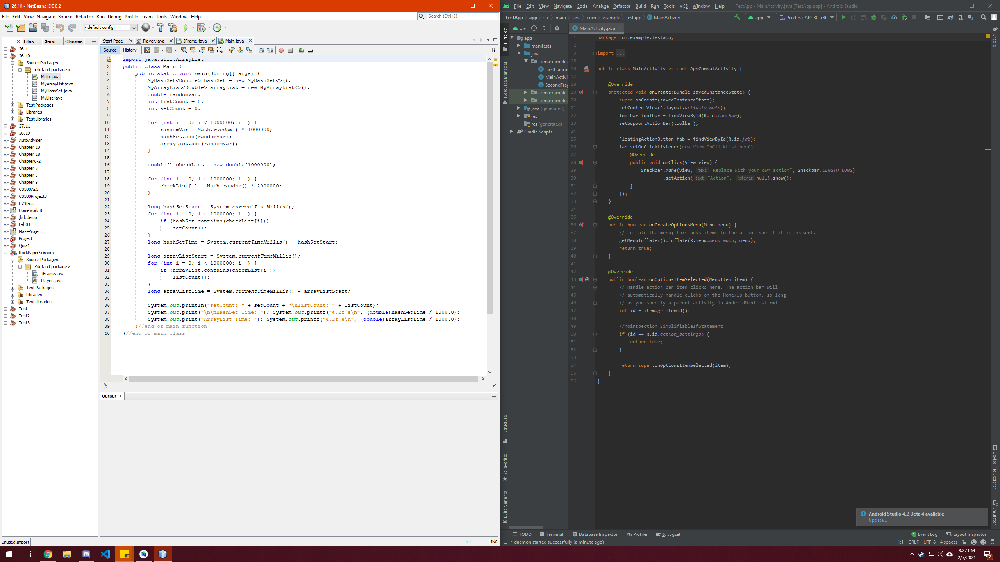 26.10 - NetBeans IDE 8.2
File Edit View Navigate Source Refactor Run Debug Profile Team Tools Window Help
Search (Ctrl+I)
<default config>
Files Servi... Classes
26.1
26.10
Source Packages
<default package>
Main.java
MyArrayList.java
MyHashSet.java
MyList.java
Test Packages
Libraries
Test Libraries
27.11
28.19
AutoAdviser
Chapter 10
Chapter 18
Chapter6-2
Chapter 7
Chapter 8
Chapter 9
CS300As1
CS300Project3
E7Stars
Homework 8
jbdcdemo
Lab01
MazeProject
Project
Quiz1
RockPaperScissors
Source Packages
<default package>
JFrame.java
Player.java
Test Packages
Libraries
Test Libraries
Test
Test2
Test3
Start Page Player.java JFrame.java Main.java
Source History
import java.util.ArrayList;
2 public class Main {
3 public static void main(String[] args) {
4 MyHashSet<Double> hashSet = new MyHashSet<>();
5 MyArrayList<Double> arrayList = new MyArrayList<>();
6 double randomVar;
7 int listCount = 0;
8 int setCount = 0;
9
10 for (int i = 0; i < 1000000; i++) {
11 randomVar = Math.random() * 1000000;
12 hashSet.add(randomVar);
13 arrayList.add(randomVar);
14 }
15
16 double[] checkList = new double[1000000];
17
18 for (int i = 0; i < 1000000; i++) {
19 checkList[i] = Math.random() * 2000000;
20 }
21
22 long hashSetStart = System.currentTimeMillis();
23 for (int i = 0; i < 1000000; i++) {
24 if (hashSet.contains(checkList[i]))
25 setCount++;
26 }
27 long hashSetTime = System.currentTimeMillis() - hashSetStart;
28
29 long arrayListStart = System.currentTimeMillis();
30 for (int i = 0; i < 1000000; i++) {
31 if (arrayList.contains(checkList[i]))
32 listCount++;
33 }
34 long arrayListTime = System.currentTimeMillis() - arrayListStart;
35
36 System.out.println("setCount: " + setCount + "\nlistCount: " + listCount);
37 System.out.print("\n\nHashSet Time: "); System.out.printf("%.2f s\n", (double)hashSetTime / 1000.0);
38 System.out.print("ArrayList Time: "); System.out.printf("%.2f s\n", (double)arrayListTime / 1000.0);
39 }//end of main function
40 }//end of main class
Output
Unused Import
1:1 INS
File Edit View Navigate Code Analyze Refactor Build Run Tools VCS Window Help TestApp - MainActivity.java [TestApp.app] - Android Studio
TestApp app src main java com example testapp MainActivity
app Pixel_3a_API_30_x86
...
MainActivity.java
1: Project
Resource Manager
7: Structure
2: Favorites
Build Variants
app
manifests
java
com.example.t
FirstFragme
MainActivit
SecondFrag
com.example.t
com.example.t
java (generated)
res
res (generated)
Gradle Scripts
1 package com.example.testapp;
2
3 import ...
15
16 public class MainActivity extends AppCompatActivity {
17
18 @Override
19 protected void onCreate(Bundle savedInstanceState) {
20 super.onCreate(savedInstanceState);
21 setContentView(R.layout.activity_main);
22 Toolbar toolbar = findViewById(R.id.toolbar);
23 setSupportActionBar(toolbar);
24
25 FloatingActionButton fab = findViewById(R.id.fab);
26 fab.setOnClickListener(new View.OnClickListener() {
27 @Override
28 public void onClick(View view) {
29 Snackbar.make(view, text: "Replace with your own action", Snackbar.LENGTH_LONG)
30 .setAction( text: "Action", listener: null).show();
31 }
32 });
33 }
34
35 @Override
36 public boolean onCreateOptionsMenu(Menu menu) {
37 // Inflate the menu; this adds items to the action bar if it is present.
38 getMenuInflater().inflate(R.menu.menu_main, menu);
39 return true;
40 }
41
42 @Override
43 @ public boolean onOptionsItemSelected(MenuItem item) {
44 // Handle action bar item clicks here. The action bar will
45 // automatically handle clicks on the Home/Up button, so long
46 // as you specify a parent activity in AndroidManifest.xml.
47 int id = item.getItemId();
48
49 //noinspection SimplifiableIfStatement
50 if (id == R.id.action_settings) {
51 return true;
52 }
53
54 return super.onOptionsItemSelected(item);
55 }
56 }
Gradle
Device File Explorer
Emulator
Android Studio 4.2 Beta 4 available
Update...
TODO Terminal Database Inspector Profiler 6: Logcat
1 Event Log Layout Inspector
* daemon started successfully (a minute ago)
1:1 CRLF UTF-8 4 spaces
8:27 PM
2/7/2021
2